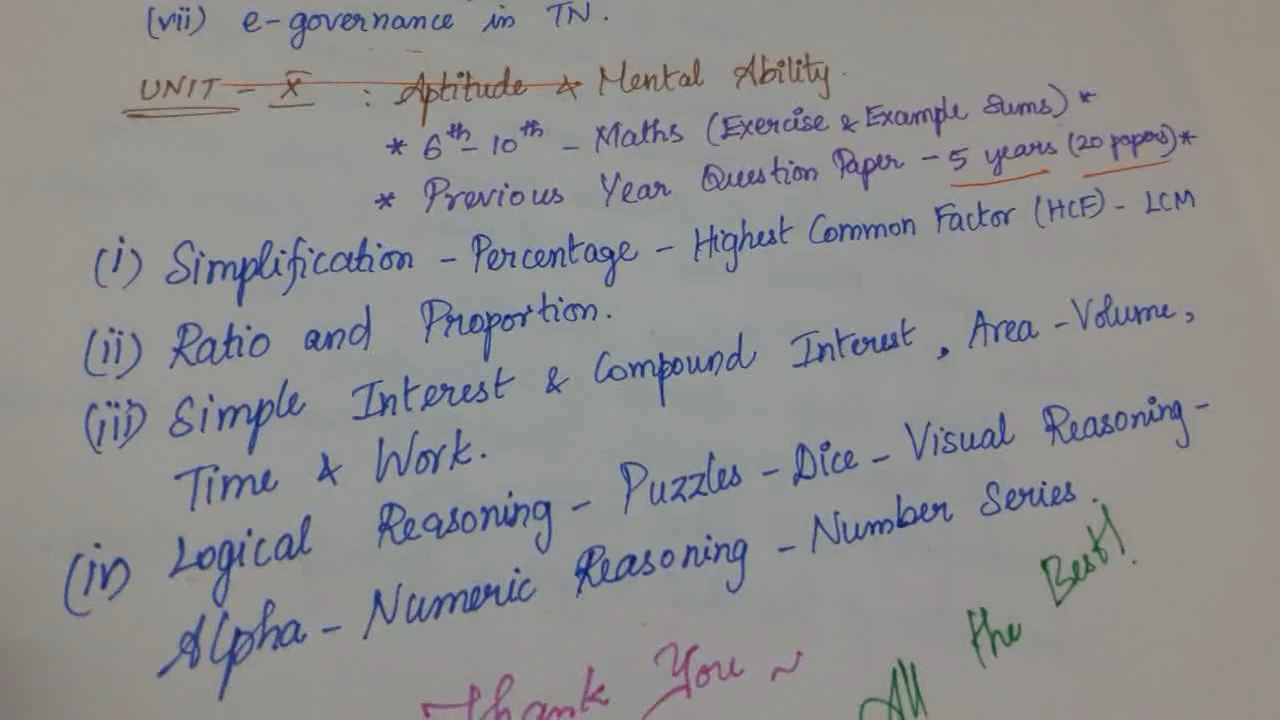 (vii) e-governance in TN.
UNIT - X : Aptitude & Mental Ability.
* 6th - 10th - Maths (Exercise & Example Sums) *
* Previous Year Question Paper - 5 years (20 papers) *
(i) Simplification - Percentage - Highest Common Factor (HCF) - LCM
(ii) Ratio and Proportion.
(iii) Simple Interest & Compound Interest, Area - Volume,
Time & Work.
(iv) Logical Reasoning - Puzzles - Dice - Visual Reasoning -
Alpha - Numeric Reasoning - Number Series.
Thank You ~
All the Best!